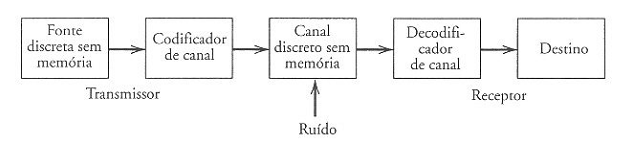 Fonte
discreta sem
memória
Codificador
de canal
Canal
discreto sem
memória
Decodifi-
cador
de canal
Destino
Transmissor
Receptor
Ruído